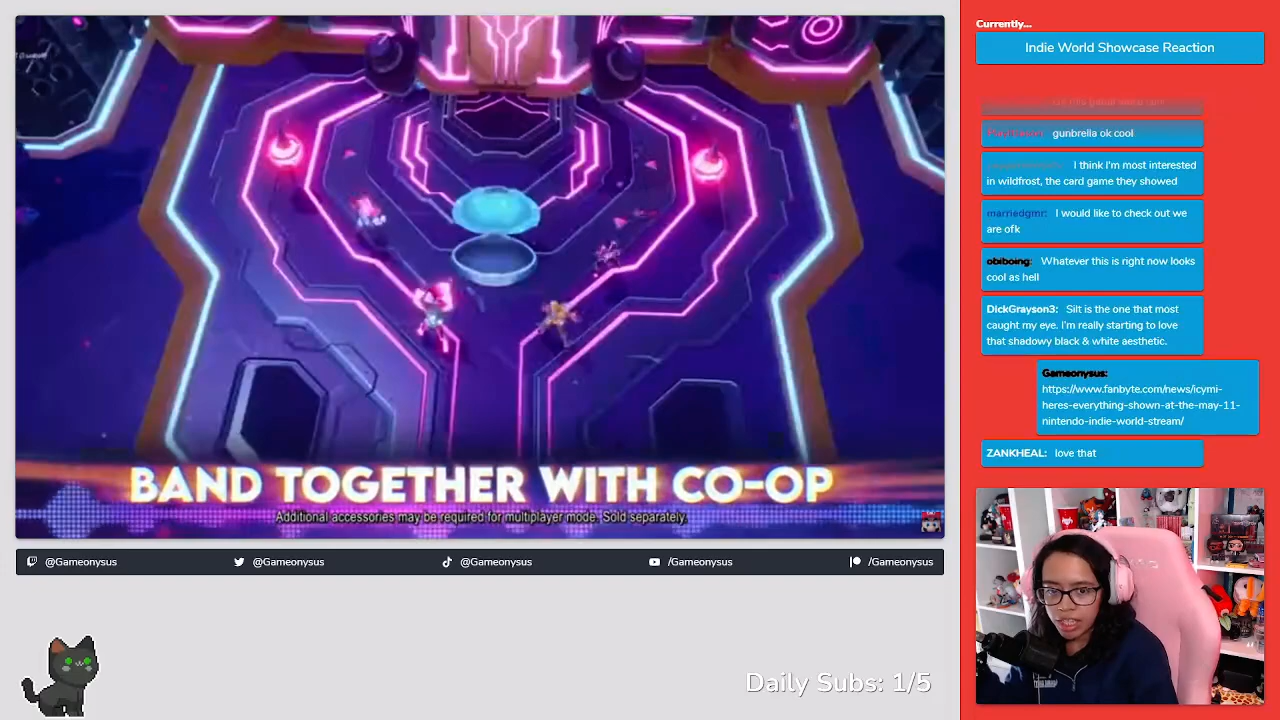 BAND TOGETHER WITH CO-OP
Additional accessories may be required for multiplayer mode. Sold separately.
@Gameonysus
@Gameonysus
@Gameonysus
/Gameonysus
/Gameonysus
Daily Subs: 1/5
Currently...
Indie World Showcase Reaction
gunbrella ok cool
I think I'm most interested
in wildfrost, the card game they showed
marriedgmr: I would like to check out we
are ofk
obiboing: Whatever this is right now looks
cool as hell
DickGrayson3: Silt is the one that most
caught my eye. I'm really starting to love
that shadowy black & white aesthetic.
Gameonysus:
https://www.fanbyte.com/news/icymi-
heres-everything-shown-at-the-may-11-
nintendo-indie-world-stream/
ZANKHEAL: love that